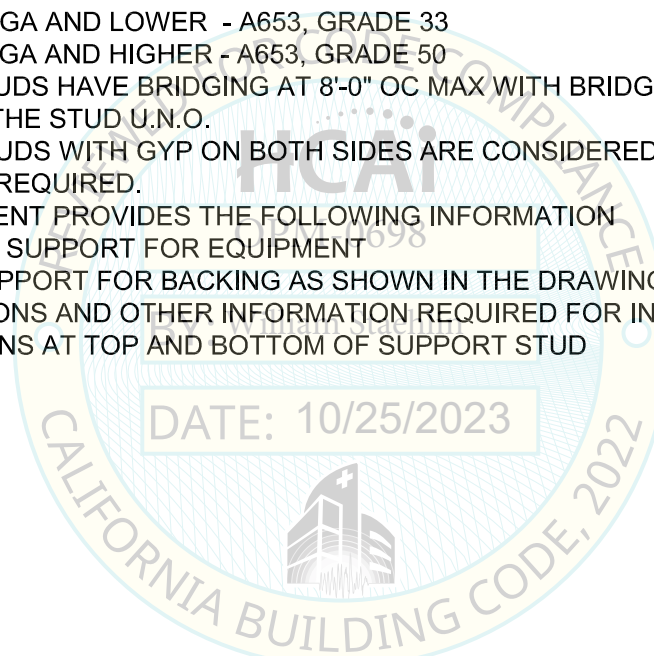 GA AND LOWER - A653, GRADE 33
GA AND HIGHER - A653, GRADE 50
UDS HAVE BRIDGING AT 8'-0" OC MAX WITH BRIDG
THE STUD U.N.O.
UDS WITH GYP ON BOTH SIDES ARE CONSIDERED
REQUIRED.
ENT PROVIDES THE FOLLOWING INFORMATION
SUPPORT FOR EQUIPMENT
PPORT FOR BACKING AS SHOWN IN THE DRAWING
ONS AND OTHER INFORMATION REQUIRED FOR IN
NS AT TOP AND BOTTOM OF SUPPORT STUD
REVIEWED FOR CODE COMPLIANCE
HCAi
OPM-0698
BY: William Staehlin
DATE: 10/25/2023
CALIFORNIA BUILDING CODE, 2022